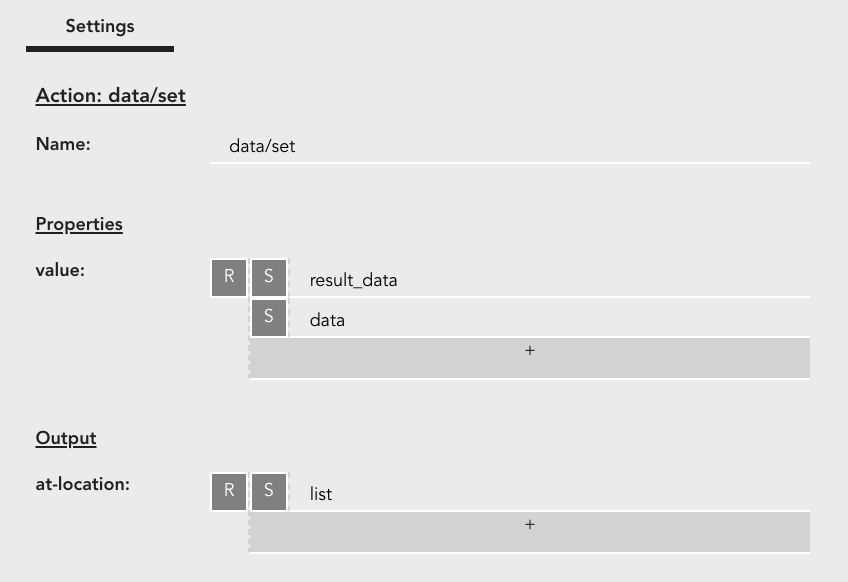 Settings
Action: data/set
Name: data/set
Properties
value: R S result_data
S data
+
Output
at-location: R S list
+